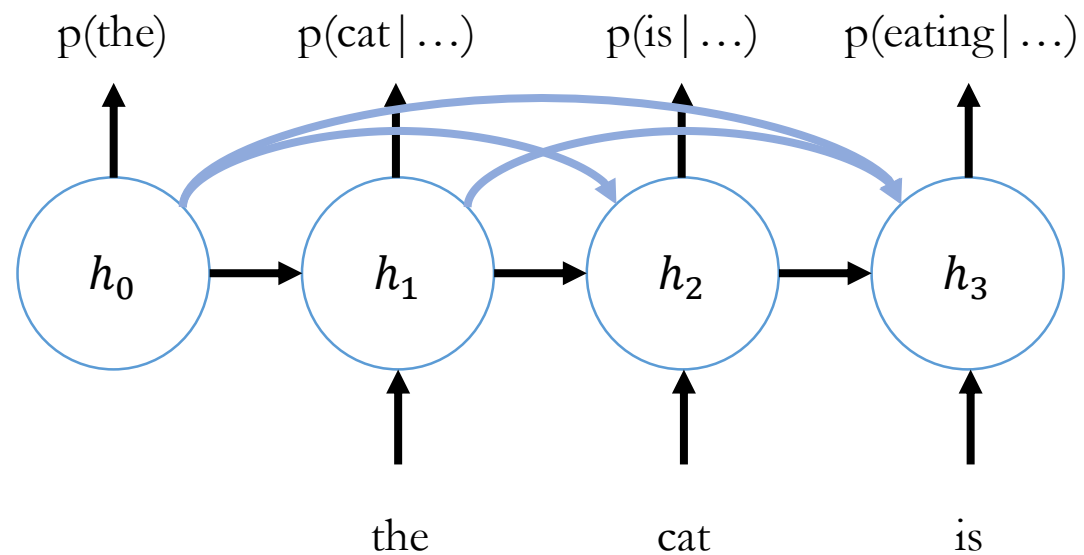 p(the) p(cat|…) p(is|…) p(eating|…)
h₀ h₁ h₂ h₃
the cat is